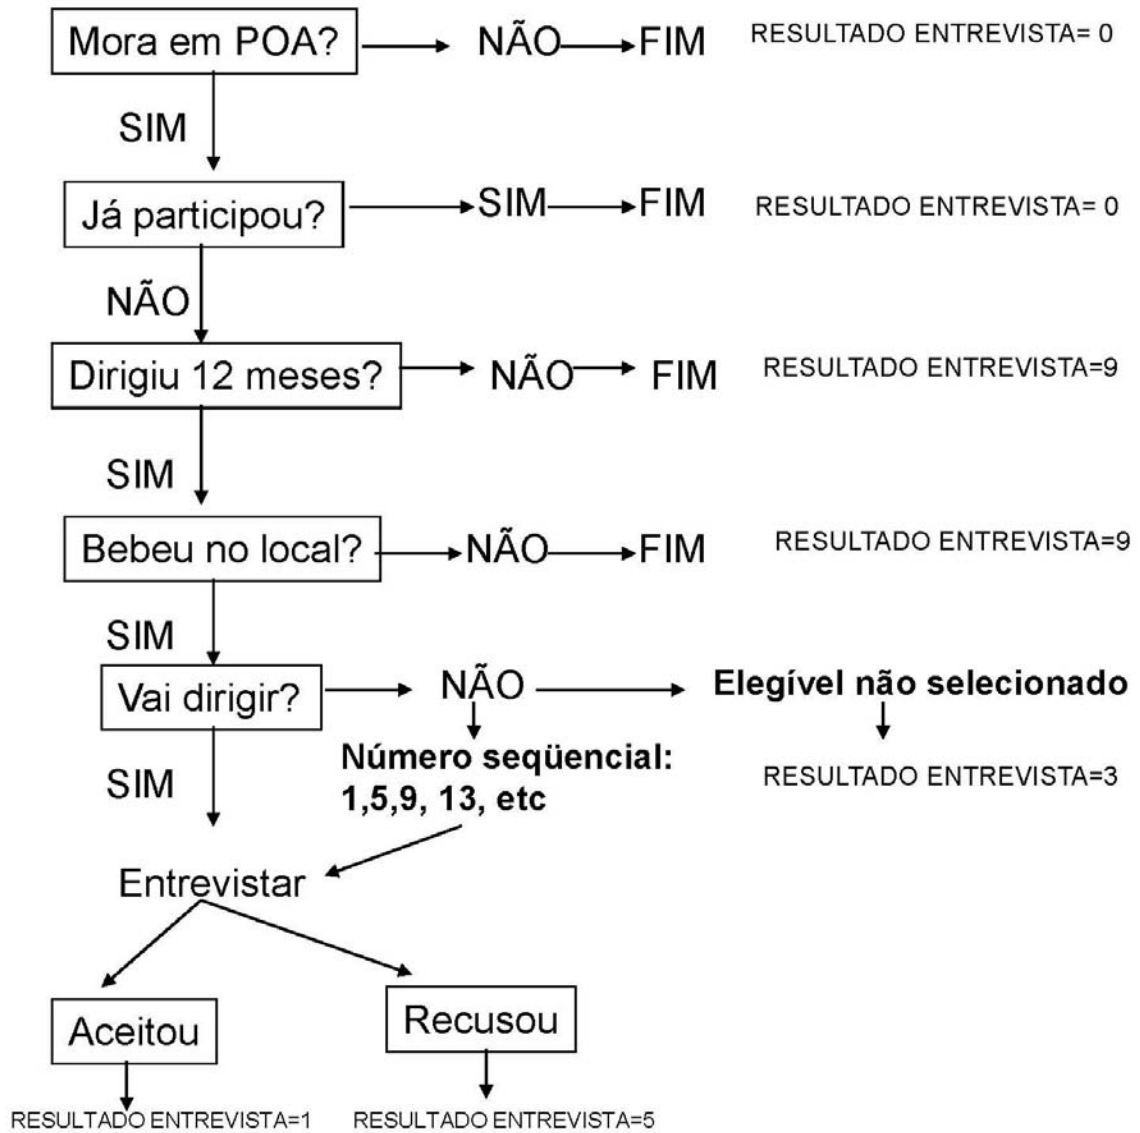 Mora em POA?
NÃO
FIM
RESULTADO ENTREVISTA= 0
SIM
Já participou?
SIM
FIM
RESULTADO ENTREVISTA= 0
NÃO
Dirigiu 12 meses?
NÃO
FIM
RESULTADO ENTREVISTA=9
SIM
Bebeu no local?
NÃO
FIM
RESULTADO ENTREVISTA=9
SIM
Vai dirigir?
NÃO
Elegível não selecionado
Número seqüencial:
1,5,9, 13, etc
RESULTADO ENTREVISTA=3
SIM
Entrevistar
Aceitou
Recusou
RESULTADO ENTREVISTA=1
RESULTADO ENTREVISTA=5